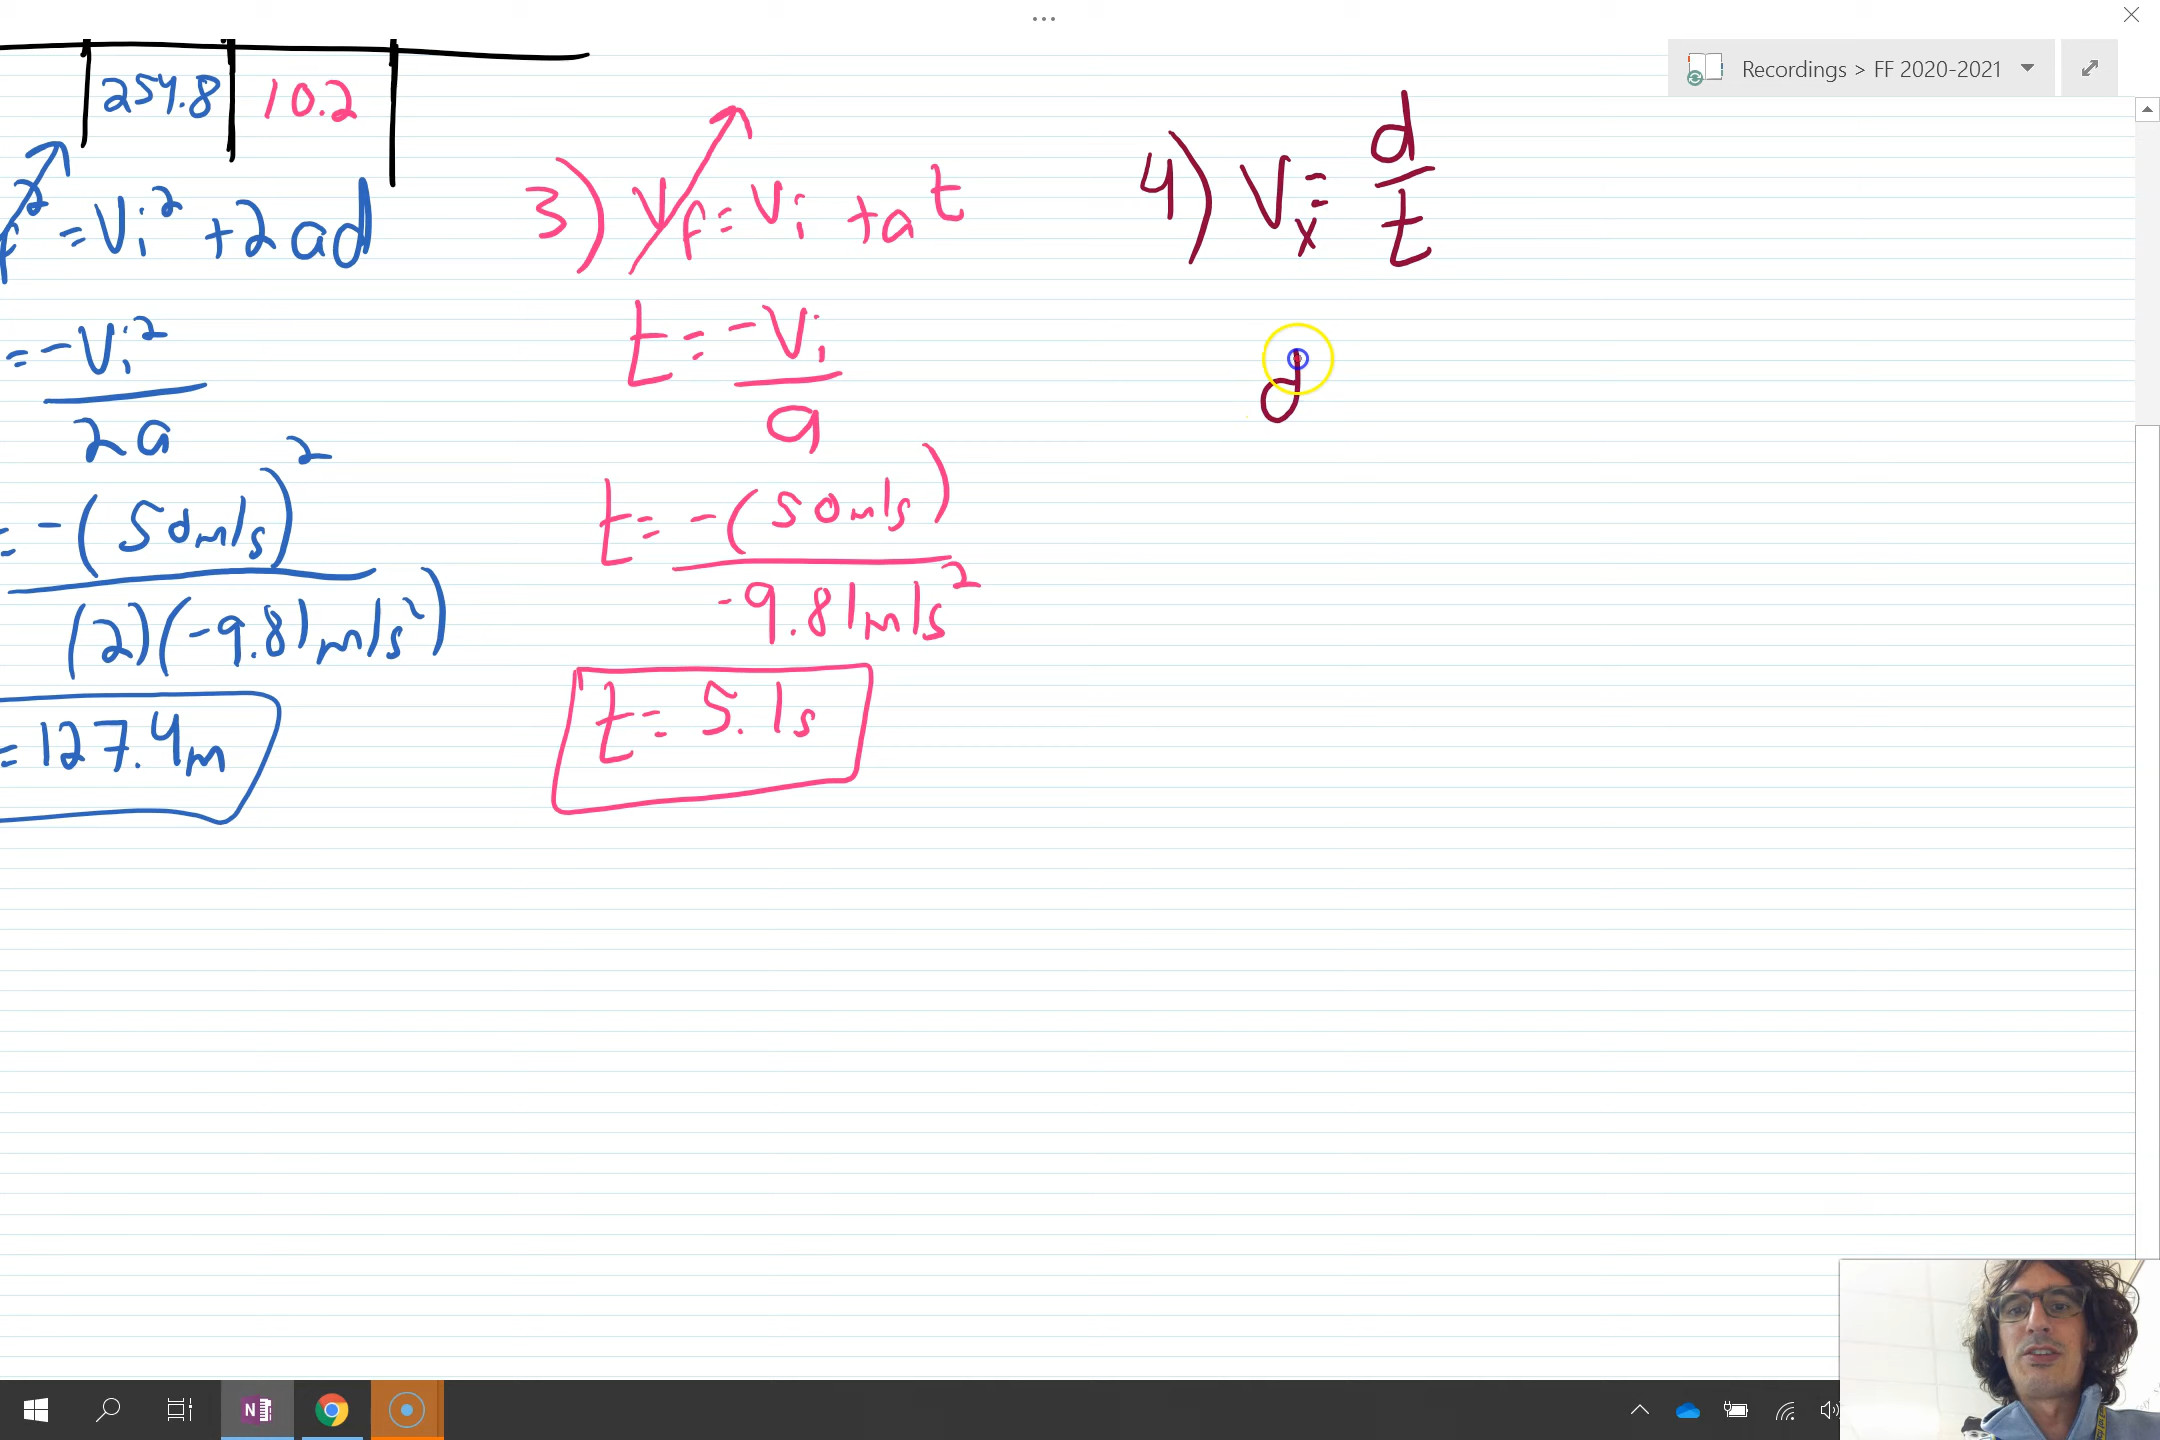 Recordings > FF 2020-2021
254.8 10.2
f² = Vi² + 2ad
= -Vi²
2a
= -(50m/s)²
(2)(-9.81m/s²)
= 127.4m
3) Vf = Vi + at
t = -Vi
a
t = -(50m/s)
-9.81m/s²
t = 5.1s
4) Vx = d
t
d